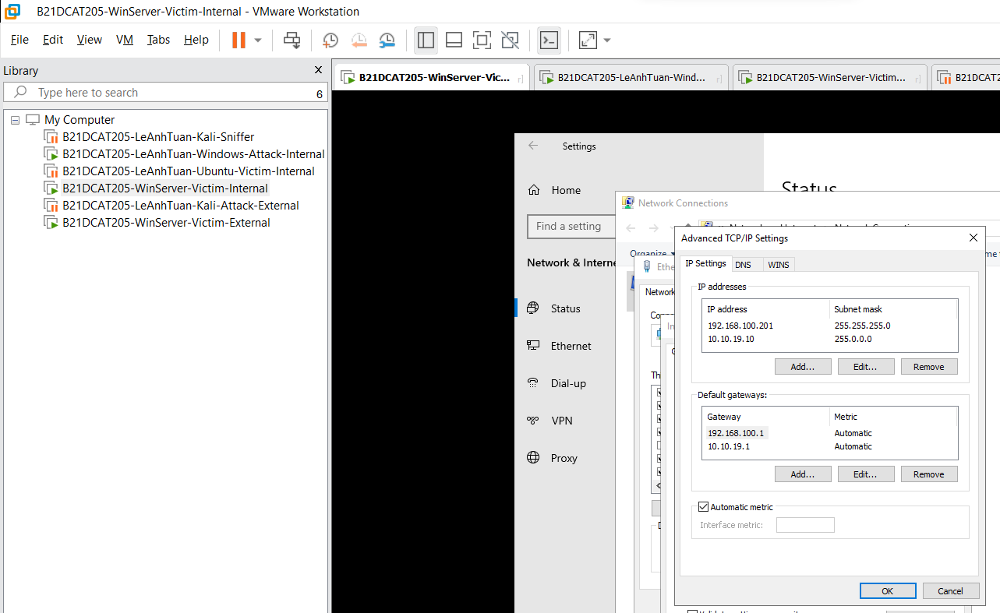 B21DCAT205-WinServer-Victim-Internal - VMware Workstation
File Edit View VM Tabs Help
Library
Type here to search
6
My Computer
B21DCAT205-LeAnhTuan-Kali-Sniffer
B21DCAT205-LeAnhTuan-Windows-Attack-Internal
B21DCAT205-LeAnhTuan-Ubuntu-Victim-Internal
B21DCAT205-WinServer-Victim-Internal
B21DCAT205-LeAnhTuan-Kali-Attack-External
B21DCAT205-WinServer-Victim-External
B21DCAT205-WinServer-Vic... B21DCAT205-LeAnhTuan-Wind... B21DCAT205-WinServer-Victim... B21DCAT2
Settings
Home
Find a setting
Network & Interne
Status
Ethernet
Dial-up
VPN
Proxy
Status
Network Connections
Organize
Ethe
Network
Th
Advanced TCP/IP Settings
IP Settings DNS WINS
IP addresses
IP address Subnet mask
192.168.100.201 255.255.255.0
10.10.19.10 255.0.0.0
Add... Edit... Remove
Default gateways:
Gateway Metric
192.168.100.1 Automatic
10.10.19.1 Automatic
Add... Edit... Remove
Automatic metric
Interface metric:
OK Cancel